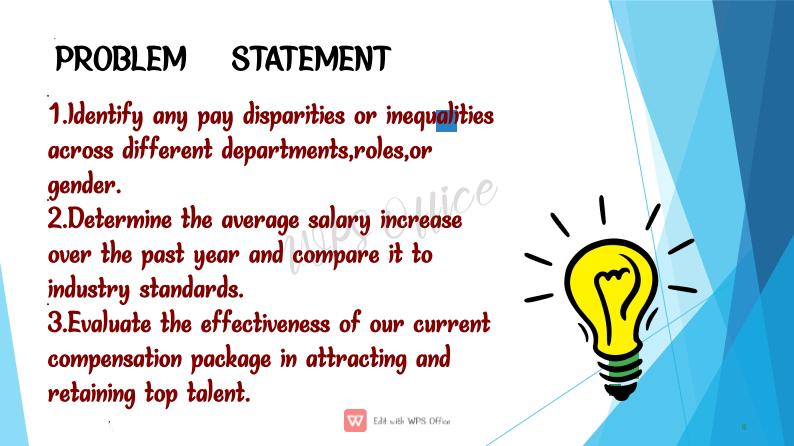 PROBLEM STATEMENT
1.Identify any pay disparities or inequalities
across different departments,roles,or
gender.
2.Determine the average salary increase
over the past year and compare it to
industry standards.
3.Evaluate the effectiveness of our current
compensation package in attracting and
retaining top talent.
WPS Office
Edit with WPS Office